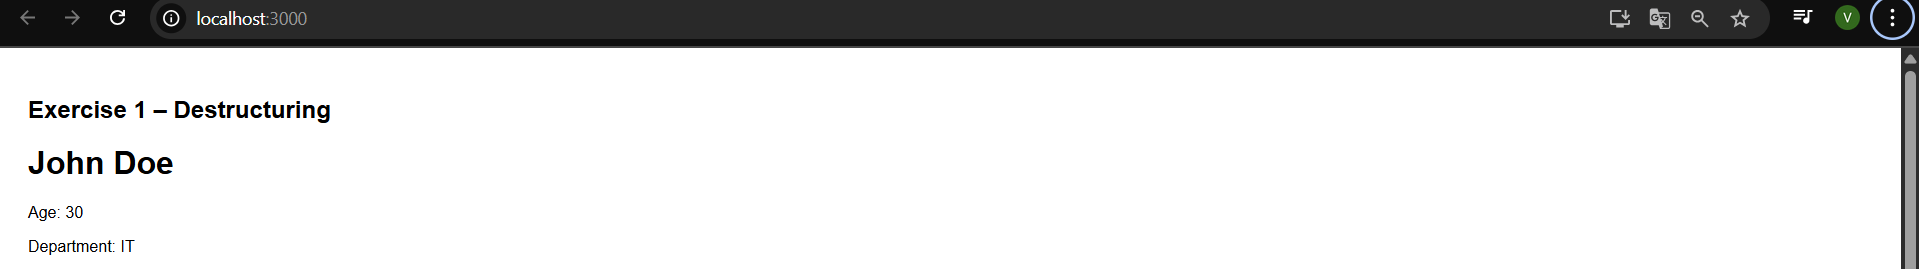 localhost:3000
V
Exercise 1 – Destructuring
John Doe
Age: 30
Department: IT